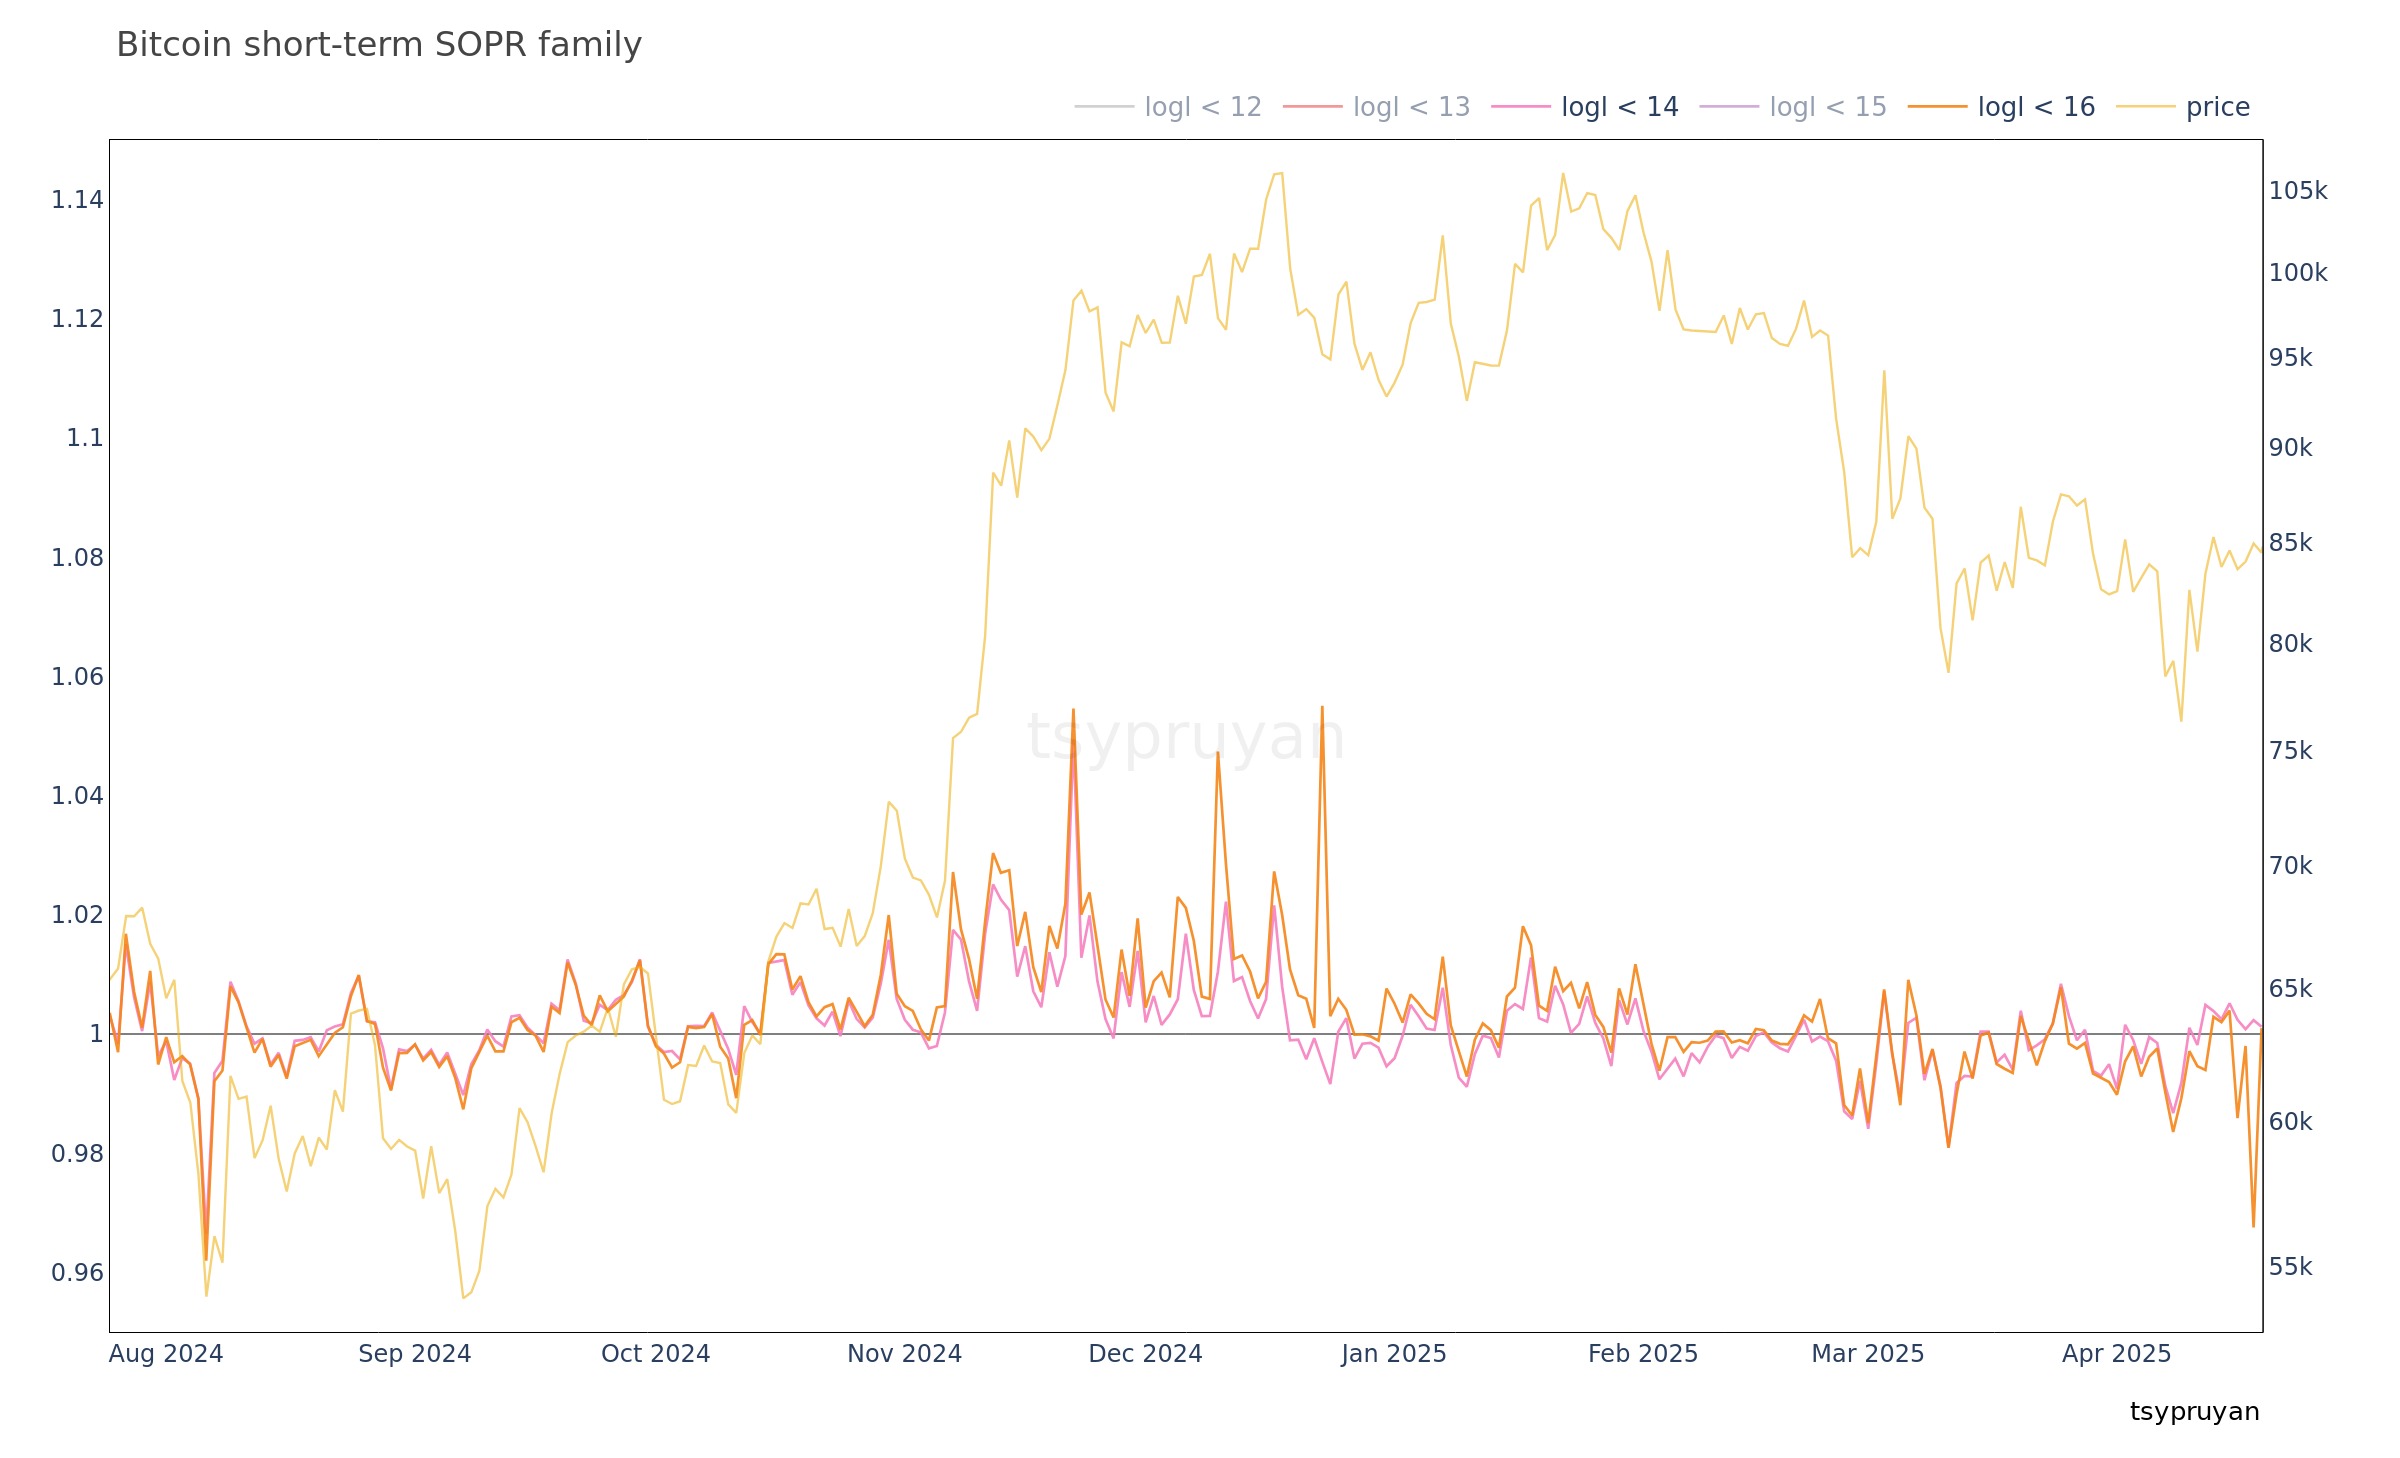 Bitcoin short-term SOPR family
logl < 12 logl < 13 logl < 14 logl < 15 logl < 16 price
1.14
1.12
1.1
1.08
1.06
1.04
1.02
1
0.98
0.96
105k
100k
95k
90k
85k
80k
75k
70k
65k
60k
55k
tsypruyan
Aug 2024 Sep 2024 Oct 2024 Nov 2024 Dec 2024 Jan 2025 Feb 2025 Mar 2025 Apr 2025
tsypruyan